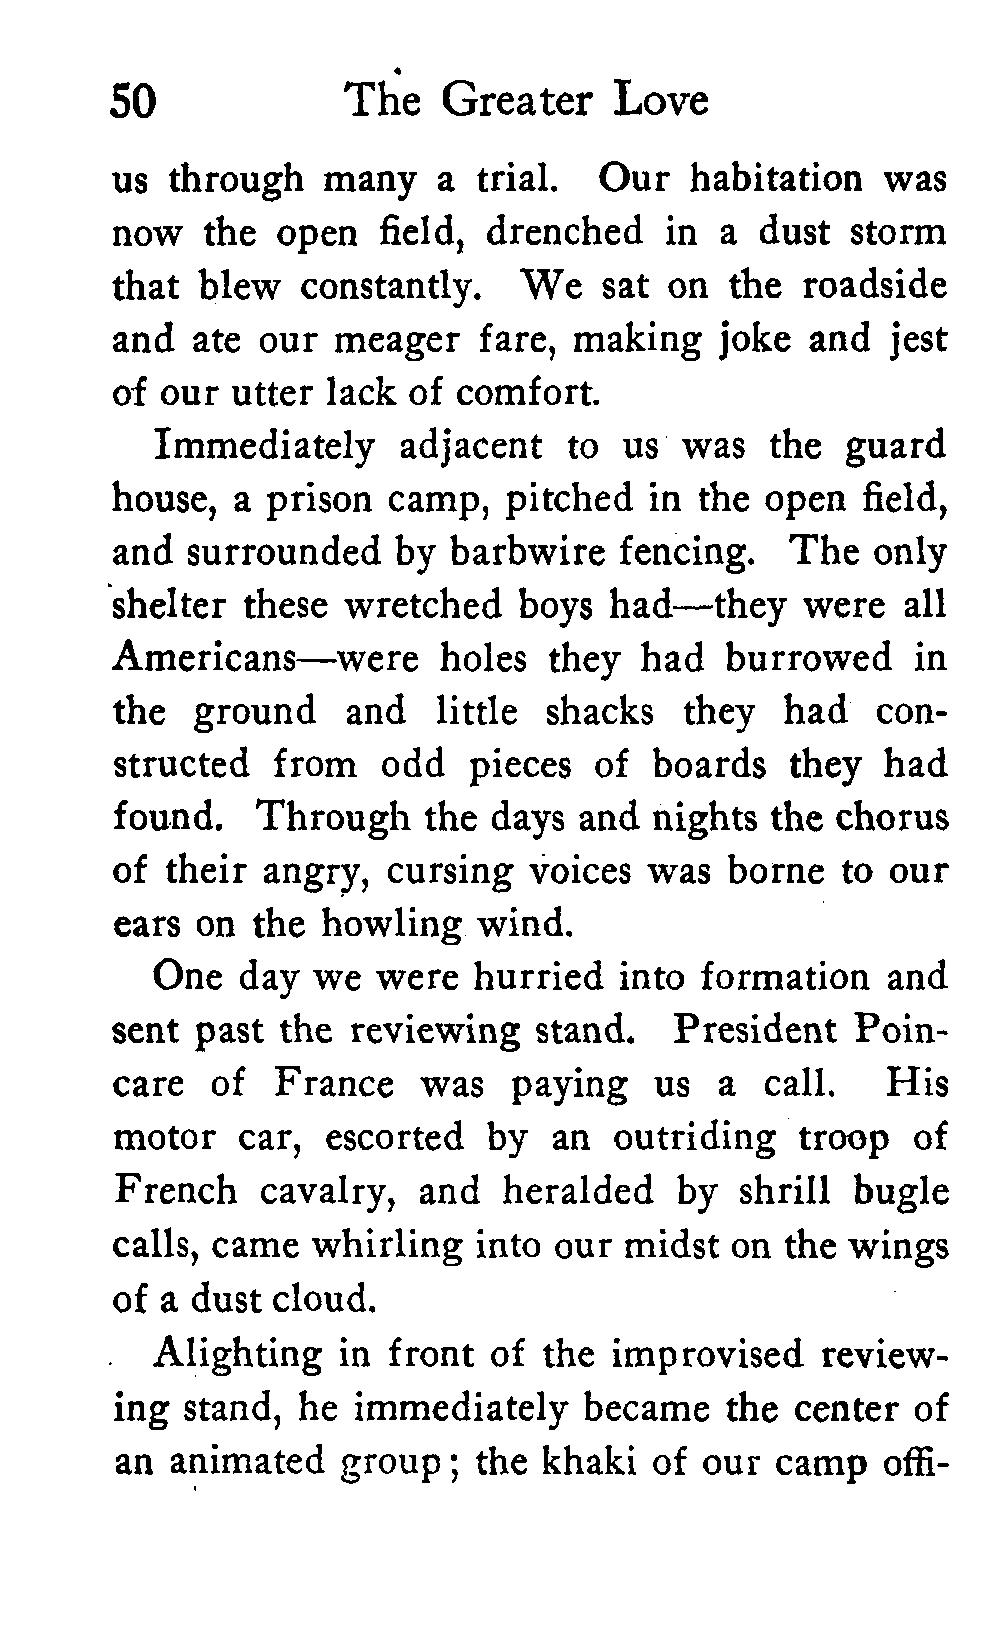 50 The Greater Love
us through many a trial. Our habitation was
now the open field, drenched in a dust storm
that blew constantly. We sat on the roadside
and ate our meager fare, making joke and jest
of our utter lack of comfort.
Immediately adjacent to us was the guard
house, a prison camp, pitched in the open field,
and surrounded by barbwire fencing. The only
shelter these wretched boys had—they were all
Americans—were holes they had burrowed in
the ground and little shacks they had con-
structed from odd pieces of boards they had
found. Through the days and nights the chorus
of their angry, cursing voices was borne to our
ears on the howling wind.
One day we were hurried into formation and
sent past the reviewing stand. President Poin-
care of France was paying us a call. His
motor car, escorted by an outriding troop of
French cavalry, and heralded by shrill bugle
calls, came whirling into our midst on the wings
of a dust cloud.
Alighting in front of the improvised review-
ing stand, he immediately became the center of
an animated group; the khaki of our camp offi-